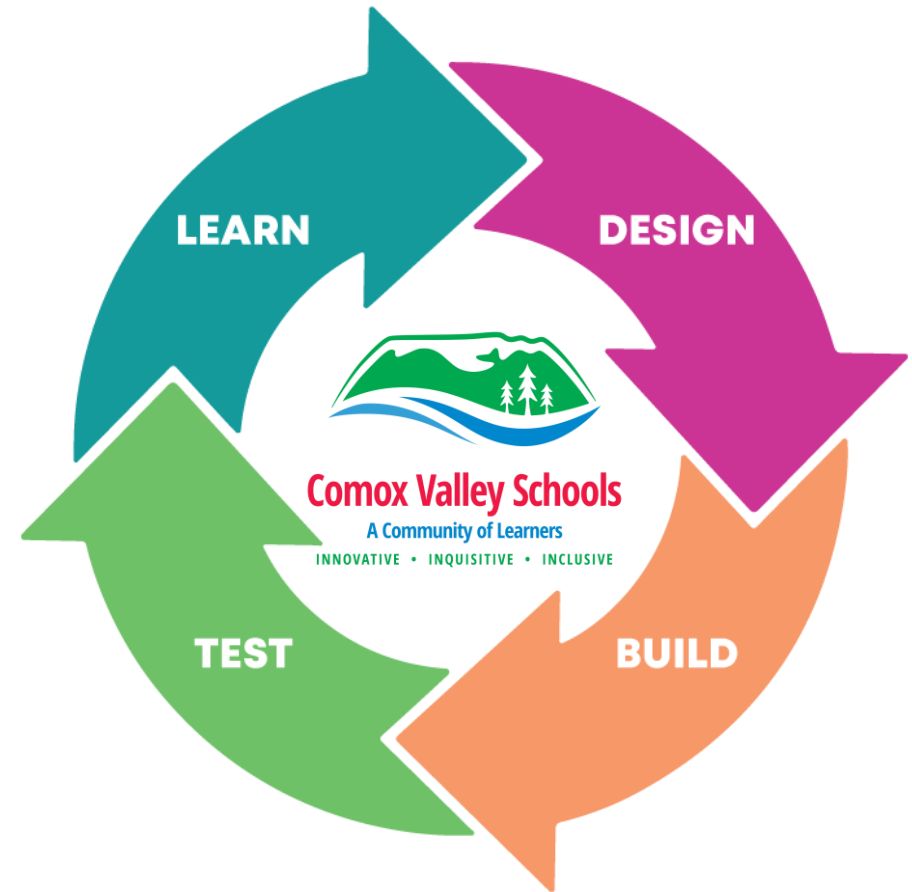 LEARN
DESIGN
Comox Valley Schools
A Community of Learners
INNOVATIVE • INQUISITIVE • INCLUSIVE
TEST
BUILD